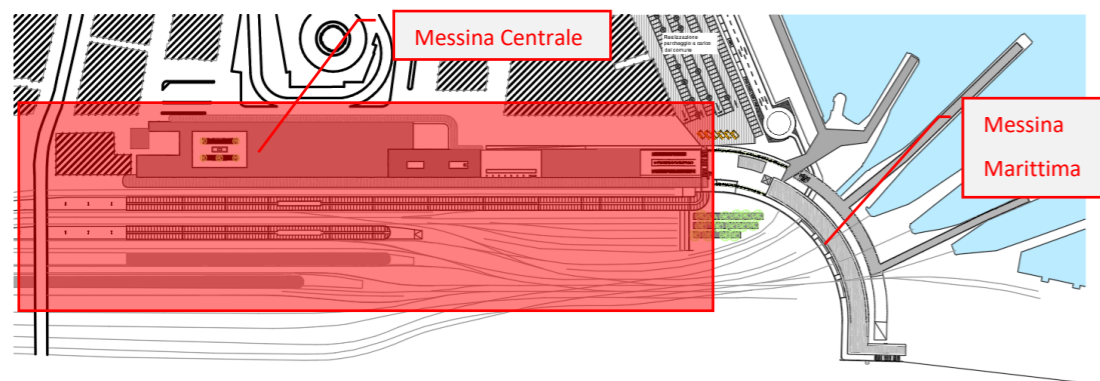 Messina Centrale
Realizzazione
parcheggio a carico
del comune
Messina
Marittima